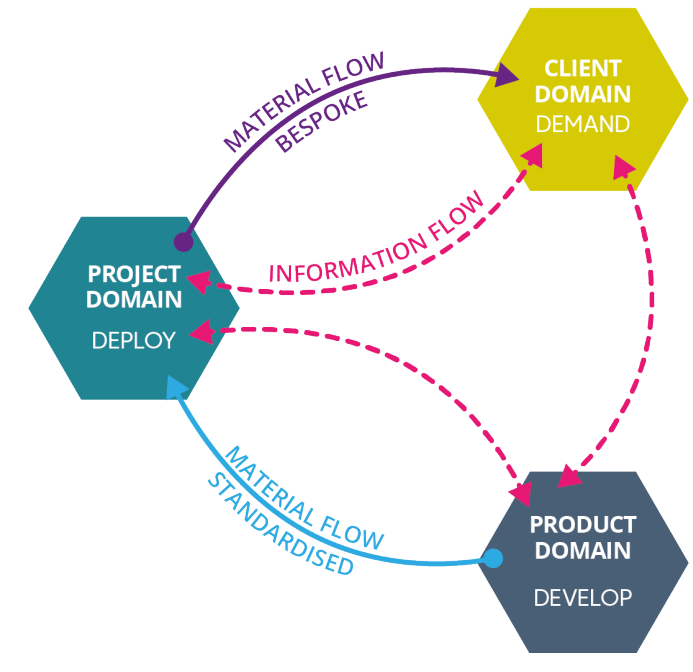 MATERIAL FLOW
BESPOKE
CLIENT
DOMAIN
DEMAND
INFORMATION FLOW
PROJECT
DOMAIN
DEPLOY
MATERIAL FLOW
STANDARDISED
PRODUCT
DOMAIN
DEVELOP